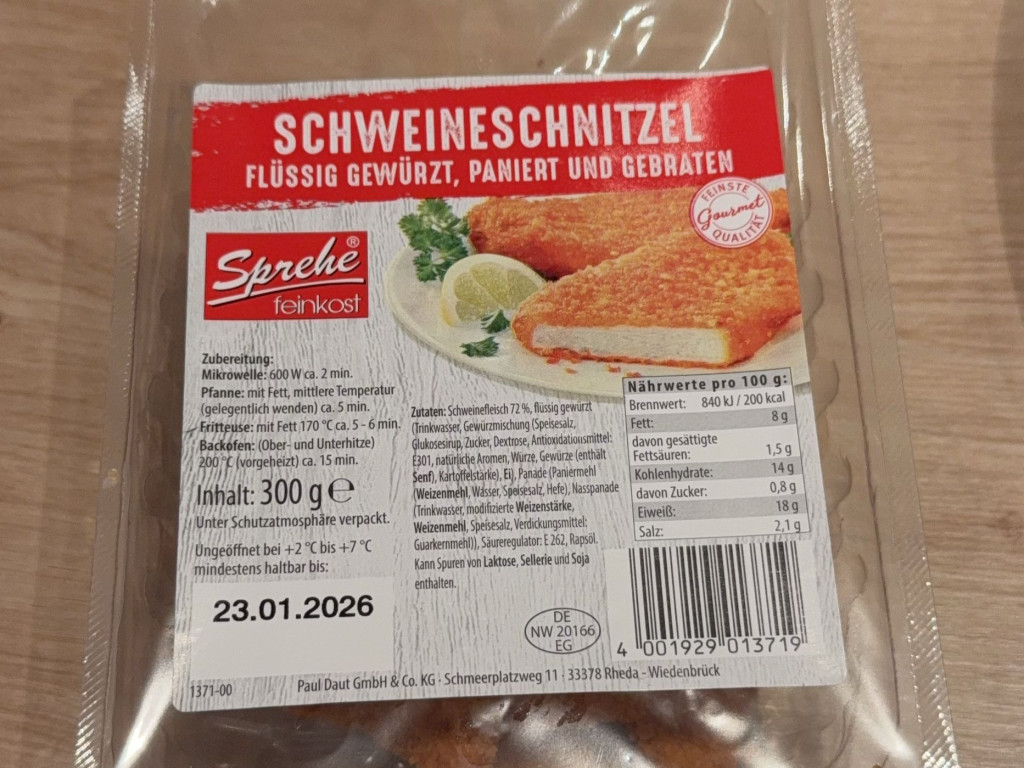 SCHWEINESCHNITZEL
FLÜSSIG GEWÜRZT, PANIERT UND GEBRATEN
FEINSTE
Gourmet
QUALITÄT
Sprehe®
feinkost
Zubereitung:
Mikrowelle: 600 W ca. 2 min.
Pfanne: mit Fett, mittlere Temperatur
(gelegentlich wenden) ca. 5 min.
Fritteuse: mit Fett 170 °C ca. 5 - 6 min.
Backofen: (Ober- und Unterhitze)
200 °C (vorgeheizt) ca. 15 min.
Inhalt: 300 g ℮
Unter Schutzatmosphäre verpackt.
Ungeöffnet bei +2 °C bis +7 °C
mindestens haltbar bis:
23.01.2026
1371-00
Zutaten: Schweinefleisch 72 %, flüssig gewürzt
(Trinkwasser, Gewürzmischung (Speisesalz,
Glukosesirup, Zucker, Dextrose, Antioxidationsmittel:
E301, natürliche Aromen, Würze, Gewürze (enthält
Senf), Kartoffelstärke), Ei), Panade (Paniermehl
(Weizenmehl, Wasser, Speisesalz, Hefe), Nasspanade
(Trinkwasser, modifizierte Weizenstärke,
Weizenmehl, Speisesalz, Verdickungsmittel:
Guarkernmehl)), Säureregulator: E 262, Rapsöl.
Kann Spuren von Laktose, Sellerie und Soja
enthalten.
Nährwerte pro 100 g:
Brennwert: 840 kJ / 200 kcal
Fett: 8 g
davon gesättigte
Fettsäuren: 1,5 g
Kohlenhydrate: 14 g
davon Zucker: 0,8 g
Eiweiß: 18 g
Salz: 2,1 g
DE
NW 20166
EG
4 001929 013719
Paul Daut GmbH & Co. KG · Schmeerplatzweg 11 · 33378 Rheda - Wiedenbrück